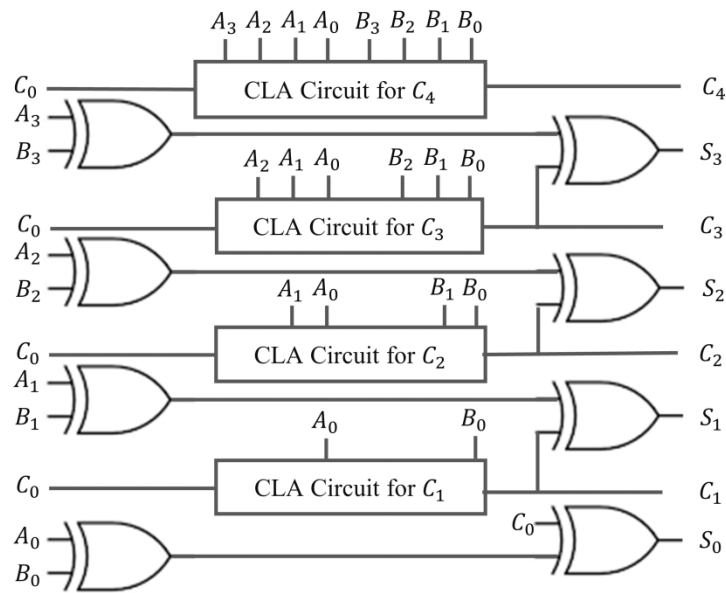 A₃ A₂ A₁ A₀ B₃ B₂ B₁ B₀
C₀ CLA Circuit for C₄ C₄
A₃
B₃ S₃
A₂ A₁ A₀ B₂ B₁ B₀
C₀ CLA Circuit for C₃ C₃
A₂
B₂ S₂
A₁ A₀ B₁ B₀
C₀ CLA Circuit for C₂ C₂
A₁
B₁ S₁
A₀ B₀
C₀ CLA Circuit for C₁ C₁
C₀
A₀ S₀
B₀